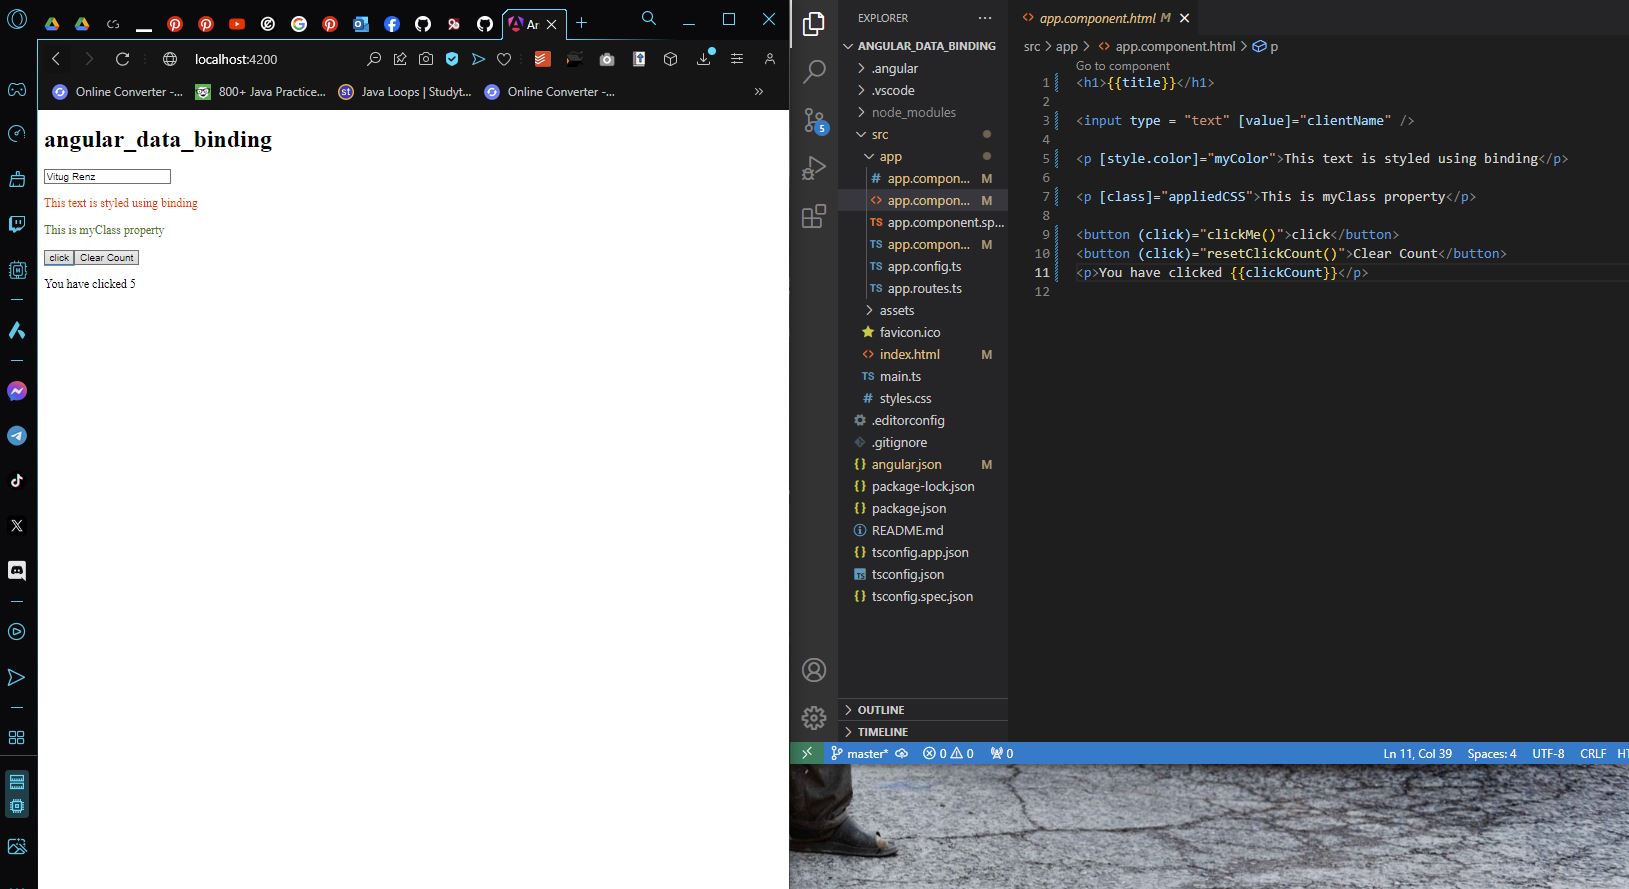 Ar
localhost:4200
Online Converter -...
800+ Java Practice...
Java Loops | Studyt...
Online Converter -...
»
angular_data_binding
Vitug Renz
This text is styled using binding
This is myClass property
click
Clear Count
You have clicked 5
EXPLORER
ANGULAR_DATA_BINDING
.angular
.vscode
node_modules
src
app
# app.compon... M
<> app.compon... M
TS app.component.sp...
TS app.compon... M
TS app.config.ts
TS app.routes.ts
assets
favicon.ico
<> index.html M
TS main.ts
# styles.css
.editorconfig
.gitignore
{} angular.json M
{} package-lock.json
{} package.json
README.md
{} tsconfig.app.json
TS tsconfig.json
{} tsconfig.spec.json
OUTLINE
TIMELINE
5
<> app.component.html M
src > app > <> app.component.html > p
Go to component
1 <h1>{{title}}</h1>
2
3 <input type = "text" [value]="clientName" />
4
5 <p [style.color]="myColor">This text is styled using binding</p>
6
7 <p [class]="appliedCSS">This is myClass property</p>
8
9 <button (click)="clickMe()">click</button>
10 <button (click)="resetClickCount()">Clear Count</button>
11 <p>You have clicked {{clickCount}}</p>
12
master* 0 0 0 Ln 11, Col 39 Spaces: 4 UTF-8 CRLF HT